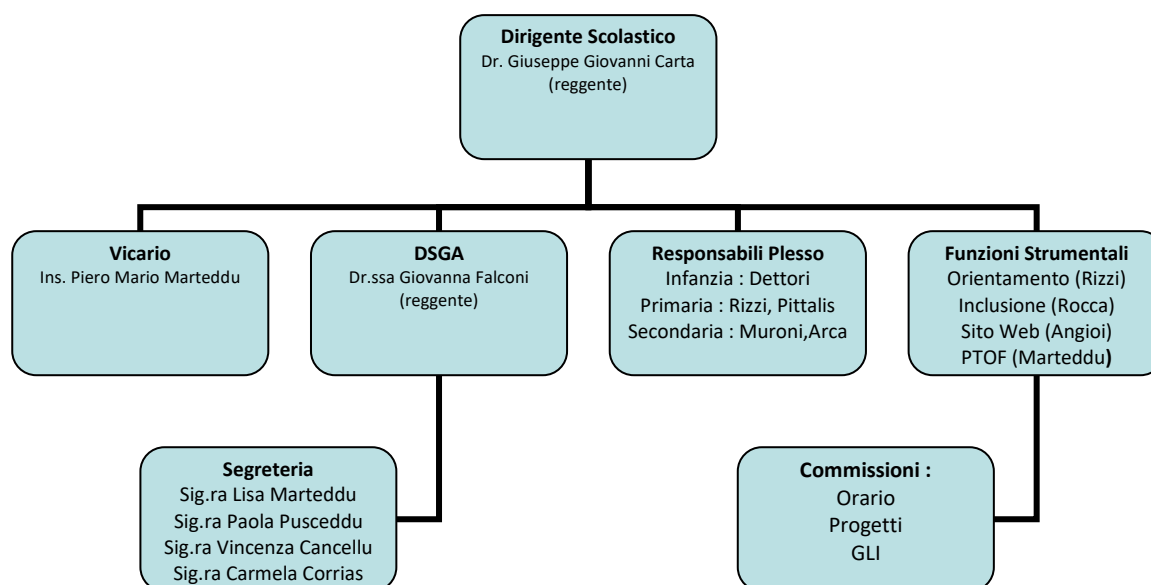 Dirigente Scolastico
Dr. Giuseppe Giovanni Carta
(reggente)
Vicario
Ins. Piero Mario Marteddu
DSGA
Dr.ssa Giovanna Falconi
(reggente)
Responsabili Plesso
Infanzia : Dettori
Primaria : Rizzi, Pittalis
Secondaria : Muroni,Arca
Funzioni Strumentali
Orientamento (Rizzi)
Inclusione (Rocca)
Sito Web (Angioi)
PTOF (Marteddu)
Segreteria
Sig.ra Lisa Marteddu
Sig.ra Paola Pusceddu
Sig.ra Vincenza Cancellu
Sig.ra Carmela Corrias
Commissioni :
Orario
Progetti
GLI